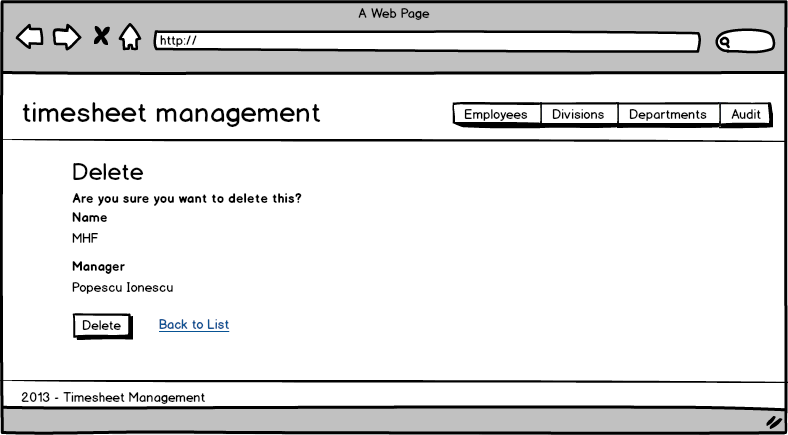 A Web Page
http://
timesheet management
Employees Divisions Departments Audit
Delete
Are you sure you want to delete this?
Name
MHF
Manager
Popescu Ionescu
Delete Back to List
2013 - Timesheet Management